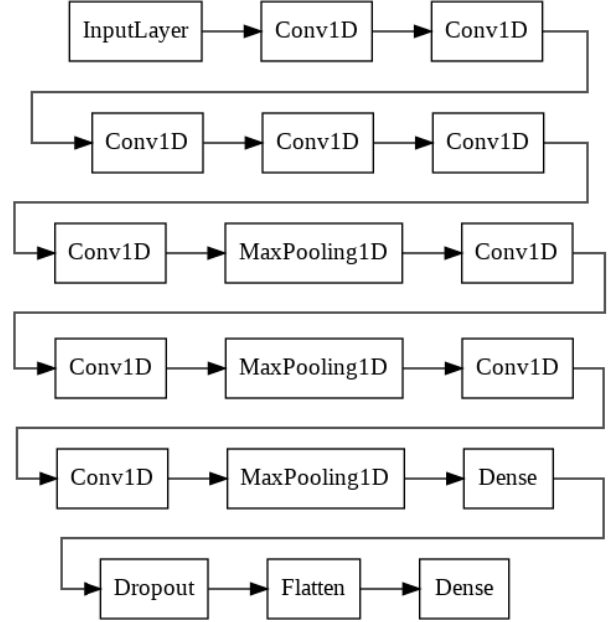 InputLayer Conv1D Conv1D
Conv1D Conv1D Conv1D
Conv1D MaxPooling1D Conv1D
Conv1D MaxPooling1D Conv1D
Conv1D MaxPooling1D Dense
Dropout Flatten Dense